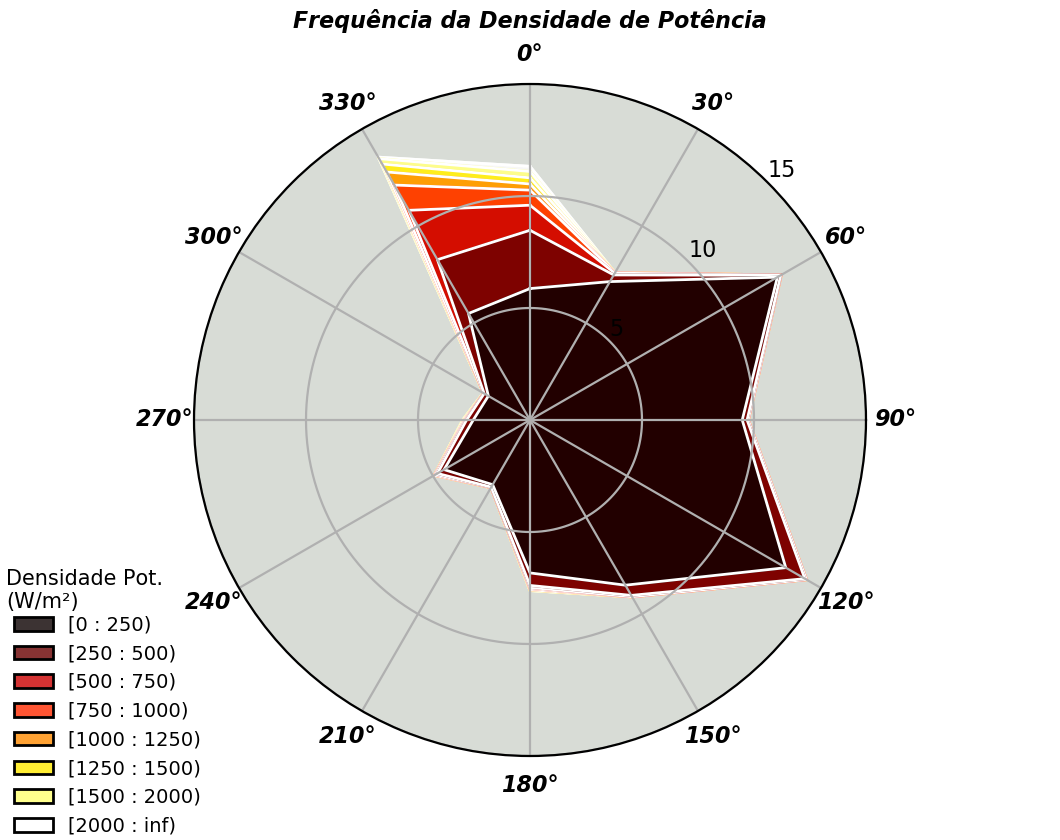 Frequência da Densidade de Potência
0°
330°
30°
15
300°
60°
10
5
270°
90°
240°
120°
210°
150°
180°
Densidade Pot.
(W/m²)
[0 : 250)
[250 : 500)
[500 : 750)
[750 : 1000)
[1000 : 1250)
[1250 : 1500)
[1500 : 2000)
[2000 : inf)